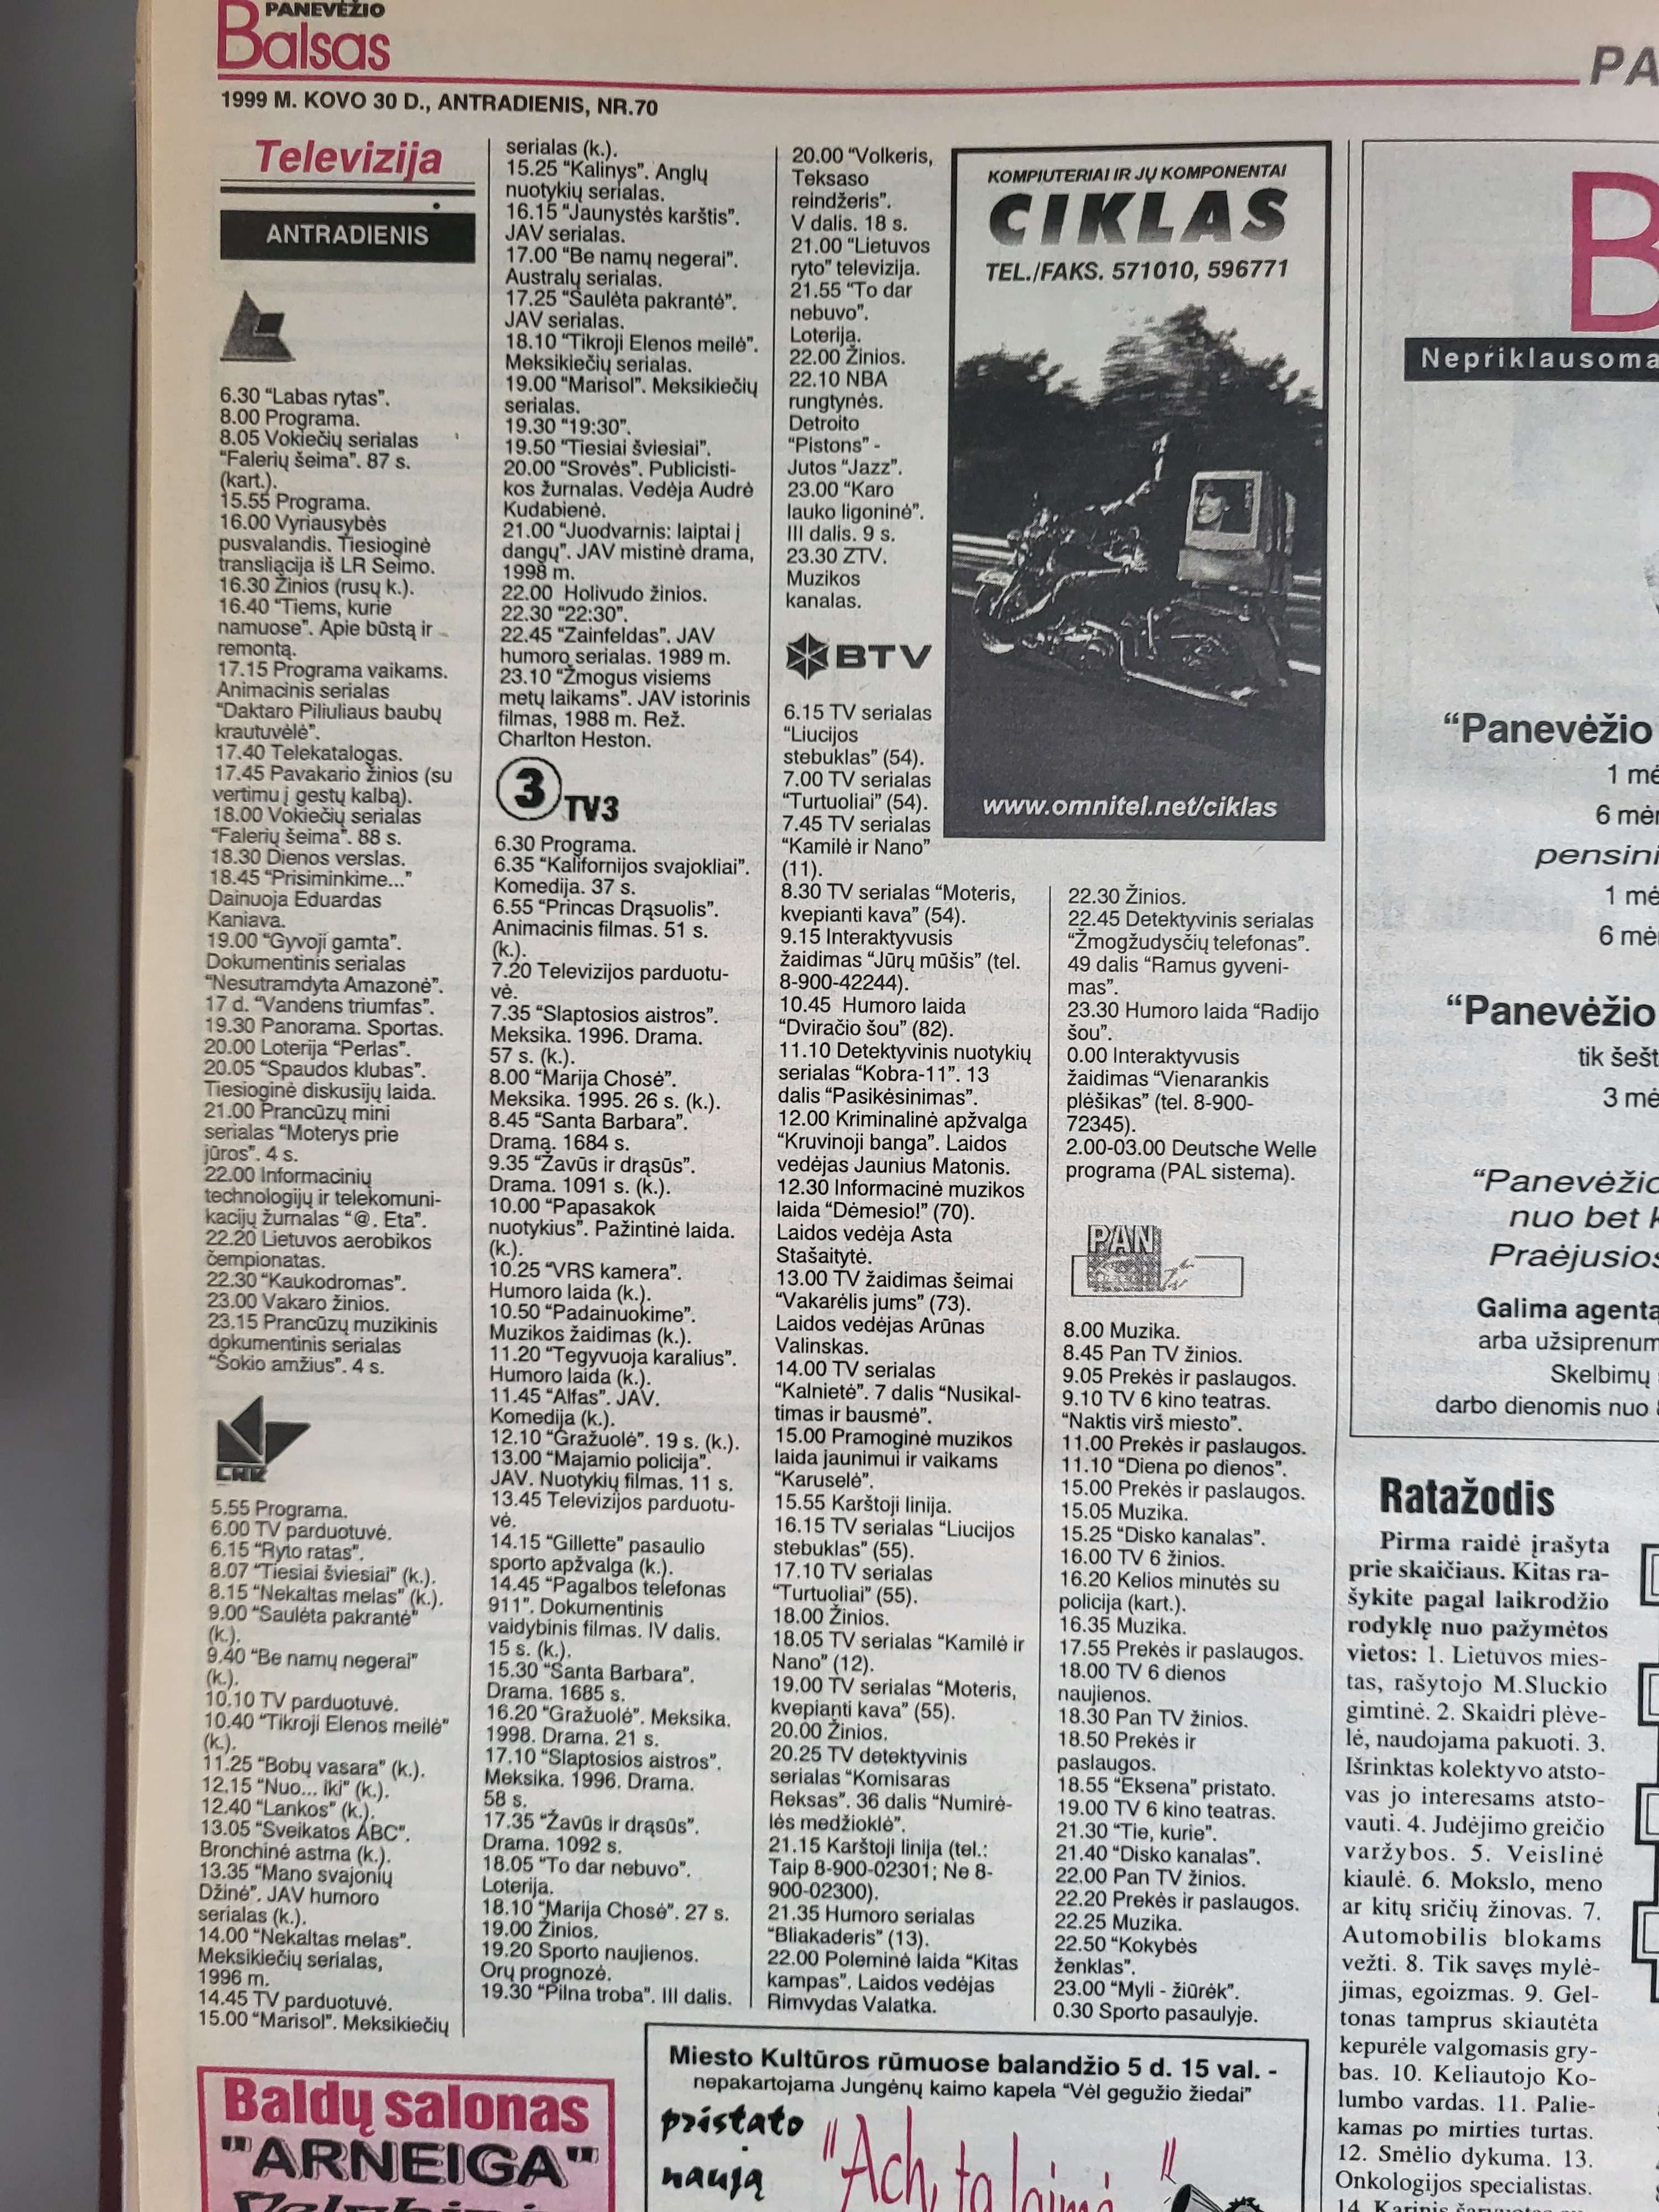 PANEVĖŽIO
Balsas
PA
1999 M. KOVO 30 D., ANTRADIENIS, NR.70
Televizija
ANTRADIENIS
6.30 “Labas rytas”.
8.00 Programa.
8.05 Vokiečių serialas
“Falerių šeima”. 87 s.
(kart.).
15.55 Programa.
16.00 Vyriausybės
pusvalandis. Tiesioginė
transliacija iš LR Seimo.
16.30 Žinios (rusų k.).
16.40 “Tiems, kurie
namuose”. Apie būstą ir
remontą.
17.15 Programa vaikams.
Animacinis serialas
“Daktaro Piliuliaus baubų
krautuvėlė”.
17.40 Telekatalogas.
17.45 Pavakario žinios (su
vertimu į gestų kalbą).
18.00 Vokiečių serialas
“Falerių šeima”. 88 s.
18.30 Dienos verslas.
18.45 “Prisiminkime...”
Dainuoja Eduardas
Kaniava.
19.00 “Gyvoji gamta”.
Dokumentinis serialas
“Nesutramdyta Amazonė”.
17 d. “Vandens triumfas”.
19.30 Panorama. Sportas.
20.00 Loterija “Perlas”.
20.05 “Spaudos klubas”.
Tiesioginė diskusijų laida.
21.00 Prancūzų mini
serialas “Moterys prie
jūros”. 4 s.
22.00 Informacinių
technologijų ir telekomuni-
kacijų žurnalas “@. Eta”.
22.20 Lietuvos aerobikos
čempionatas.
22.30 “Kaukodromas”.
23.00 Vakaro žinios.
23.15 Prancūzų muzikinis
dokumentinis serialas
“Šokio amžius”. 4 s.
5.55 Programa.
6.00 TV parduotuvė.
6.15 “Ryto ratas”.
8.07 “Tiesiai šviesiai” (k.).
8.15 “Nekaltas melas” (k.).
9.00 “Saulėta pakrantė”
(k.).
9.40 “Be namų negerai”
(k.).
10.10 TV parduotuvė.
10.40 “Tikroji Elenos meilė”
(k.).
11.25 “Bobų vasara” (k.).
12.15 “Nuo... iki” (k.).
12.40 “Lankos” (k.).
13.05 “Sveikatos ABC”.
Bronchinė astma (k.).
13.35 “Mano svajonių
Džinė”. JAV humoro
serialas (k.).
14.00 “Nekaltas melas”.
Meksikiečių serialas,
1996 m.
14.45 TV parduotuvė.
15.00 “Marisol”. Meksikiečių
serialas (k.).
15.25 “Kalinys”. Anglų
nuotykių serialas.
16.15 “Jaunystės karštis”.
JAV serialas.
17.00 “Be namų negerai”.
Australų serialas.
17.25 “Saulėta pakrantė”.
JAV serialas.
18.10 “Tikroji Elenos meilė”.
Meksikiečių serialas.
19.00 “Marisol”. Meksikiečių
serialas.
19.30 “19:30”.
19.50 “Tiesiai šviesiai”.
20.00 “Srovės”. Publicisti-
kos žurnalas. Vedėja Audrė
Kudabienė.
21.00 “Juodvarnis: laiptai į
dangų”. JAV mistinė drama,
1998 m.
22.00 Holivudo žinios.
22.30 “22:30”.
22.45 “Zainfeldas”. JAV
humoro serialas. 1989 m.
23.10 “Žmogus visiems
metų laikams”. JAV istorinis
filmas, 1988 m. Rež.
Charlton Heston.
3 TV3
6.30 Programa.
6.35 “Kalifornijos svajokliai”.
Komedija. 37 s.
6.55 “Princas Drąsuolis”.
Animacinis filmas. 51 s.
(k.).
7.20 Televizijos parduotu-
vė.
7.35 “Slaptosios aistros”.
Meksika. 1996. Drama.
57 s. (k.).
8.00 “Marija Chosė”.
Meksika. 1995. 26 s. (k.).
8.45 “Santa Barbara”.
Drama. 1684 s.
9.35 “Žavūs ir drąsūs”.
Drama. 1091 s. (k.).
10.00 “Papasakok
nuotykius”. Pažintinė laida.
(k.).
10.25 “VRS kamera”.
Humoro laida (k.).
10.50 “Padainuokime”.
Muzikos žaidimas (k.).
11.20 “Tegyvuoja karalius”.
Humoro laida (k.).
11.45 “Alfas”. JAV.
Komedija (k.).
12.10 “Gražuolė”. 19 s. (k.).
13.00 “Majamio policija”.
JAV. Nuotykių filmas. 11 s.
13.45 Televizijos parduotu-
vė.
14.15 “Gillette” pasaulio
sporto apžvalga (k.).
14.45 “Pagalbos telefonas
911”. Dokumentinis
vaidybinis filmas. IV dalis.
15 s. (k.).
15.30 “Santa Barbara”.
Drama. 1685 s.
16.20 “Gražuolė”. Meksika.
1998. Drama. 21 s.
17.10 “Slaptosios aistros”.
Meksika. 1996. Drama.
58 s.
17.35 “Žavūs ir drąsūs”.
Drama. 1092 s.
18.05 “To dar nebuvo”.
Loterija.
18.10 “Marija Chosė”. 27 s.
19.00 Žinios.
19.20 Sporto naujienos.
Orų prognozė.
19.30 “Pilna troba”. III dalis.
20.00 “Volkeris,
Teksaso
reindžeris”.
V dalis. 18 s.
21.00 “Lietuvos
ryto” televizija.
21.55 “To dar
nebuvo”.
Loterija.
22.00 Žinios.
22.10 NBA
rungtynės.
Detroito
“Pistons” -
Jutos “Jazz”.
23.00 “Karo
lauko ligoninė”.
III dalis. 9 s.
23.30 ZTV.
Muzikos
kanalas.
BTV
6.15 TV serialas
“Liucijos
stebuklas” (54).
7.00 TV serialas
“Turtuoliai” (54).
7.45 TV serialas
“Kamilė ir Nano”
(11).
8.30 TV serialas “Moteris,
kvepianti kava” (54).
9.15 Interaktyvusis
žaidimas “Jūrų mūšis” (tel.
8-900-42244).
10.45 Humoro laida
“Dviračio šou” (82).
11.10 Detektyvinis nuotykių
serialas “Kobra-11”. 13
dalis “Pasikėsinimas”.
12.00 Kriminalinė apžvalga
“Kruvinoji banga”. Laidos
vedėjas Jaunius Matonis.
12.30 Informacinė muzikos
laida “Dėmesio!” (70).
Laidos vedėja Asta
Stašaitytė.
13.00 TV žaidimas šeimai
“Vakarėlis jums” (73).
Laidos vedėjas Arūnas
Valinskas.
14.00 TV serialas
“Kalnietė”. 7 dalis “Nusikal-
timas ir bausmė”.
15.00 Pramoginė muzikos
laida jaunimui ir vaikams
“Karuselė”.
15.55 Karštoji linija.
16.15 TV serialas “Liucijos
stebuklas” (55).
17.10 TV serialas
“Turtuoliai” (55).
18.00 Žinios.
18.05 TV serialas “Kamilė ir
Nano” (12).
19.00 TV serialas “Moteris,
kvepianti kava” (55).
20.00 Žinios.
20.25 TV detektyvinis
serialas “Komisaras
Reksas”. 36 dalis “Numirė-
lės medžioklė”.
21.15 Karštoji linija (tel.:
Taip 8-900-02301; Ne 8-
900-02300).
21.35 Humoro serialas
“Bliakaderis” (13).
22.00 Poleminė laida “Kitas
kampas”. Laidos vedėjas
Rimvydas Valatka.
KOMPIUTERIAI IR JŲ KOMPONENTAI
CIKLAS
TEL./FAKS. 571010, 596771
www.omnitel.net/ciklas
22.30 Žinios.
22.45 Detektyvinis serialas
“Žmogžudysčių telefonas”.
49 dalis “Ramus gyveni-
mas”.
23.30 Humoro laida “Radijo
šou”.
0.00 Interaktyvusis
žaidimas “Vienarankis
plėšikas” (tel. 8-900-
72345).
2.00-03.00 Deutsche Welle
programa (PAL sistema).
PAN
8.00 Muzika.
8.45 Pan TV žinios.
9.05 Prekės ir paslaugos.
9.10 TV 6 kino teatras.
“Naktis virš miesto”.
11.00 Prekės ir paslaugos.
11.10 “Diena po dienos”.
15.00 Prekės ir paslaugos.
15.05 Muzika.
15.25 “Disko kanalas”.
16.00 TV 6 žinios.
16.20 Kelios minutės su
policija (kart.).
16.35 Muzika.
17.55 Prekės ir paslaugos.
18.00 TV 6 dienos
naujienos.
18.30 Pan TV žinios.
18.50 Prekės ir
paslaugos.
18.55 “Eksena” pristato.
19.00 TV 6 kino teatras.
21.30 “Tie, kurie”.
21.40 “Disko kanalas”.
22.00 Pan TV žinios.
22.20 Prekės ir paslaugos.
22.25 Muzika.
22.50 “Kokybės
ženklas”.
23.00 “Myli - žiūrėk”.
0.30 Sporto pasaulyje.
B
Nepriklausoma
“Panevėžio
1 mė
6 mėn
pensini
1 mė
6 mėn
“Panevėžio
tik šešt
3 mė
“Panevėžio
nuo bet k
Praėjusios
Galima agentą
arba užsiprenum
Skelbimų
darbo dienomis nuo 8
Ratažodis
Pirma raidė įrašyta
prie skaičiaus. Kitas ra-
šykite pagal laikrodžio
rodyklę nuo pažymėtos
vietos: 1. Lietuvos mies-
tas, rašytojo M.Sluckio
gimtinė. 2. Skaidri plėve-
lė, naudojama pakuoti. 3.
Išrinktas kolektyvo atsto-
vas jo interesams atsto-
vauti. 4. Judėjimo greičio
varžybos. 5. Veislinė
kiaulė. 6. Mokslo, meno
ar kitų sričių žinovas. 7.
Automobilis blokams
vežti. 8. Tik savęs mylė-
jimas, egoizmas. 9. Gel-
tonas tamprus skiautėta
kepurėle valgomasis gry-
bas. 10. Keliautojo Ko-
lumbo vardas. 11. Palie-
kamas po mirties turtas.
12. Smėlio dykuma. 13.
Onkologijos specialistas.
Baldų salonas
"ARNEIGA"
Miesto Kultūros rūmuose balandžio 5 d. 15 val. -
nepakartojama Jungėnų kaimo kapela “Vėl gegužio žiedai”
pristato
naują
"Ach, ta laimė